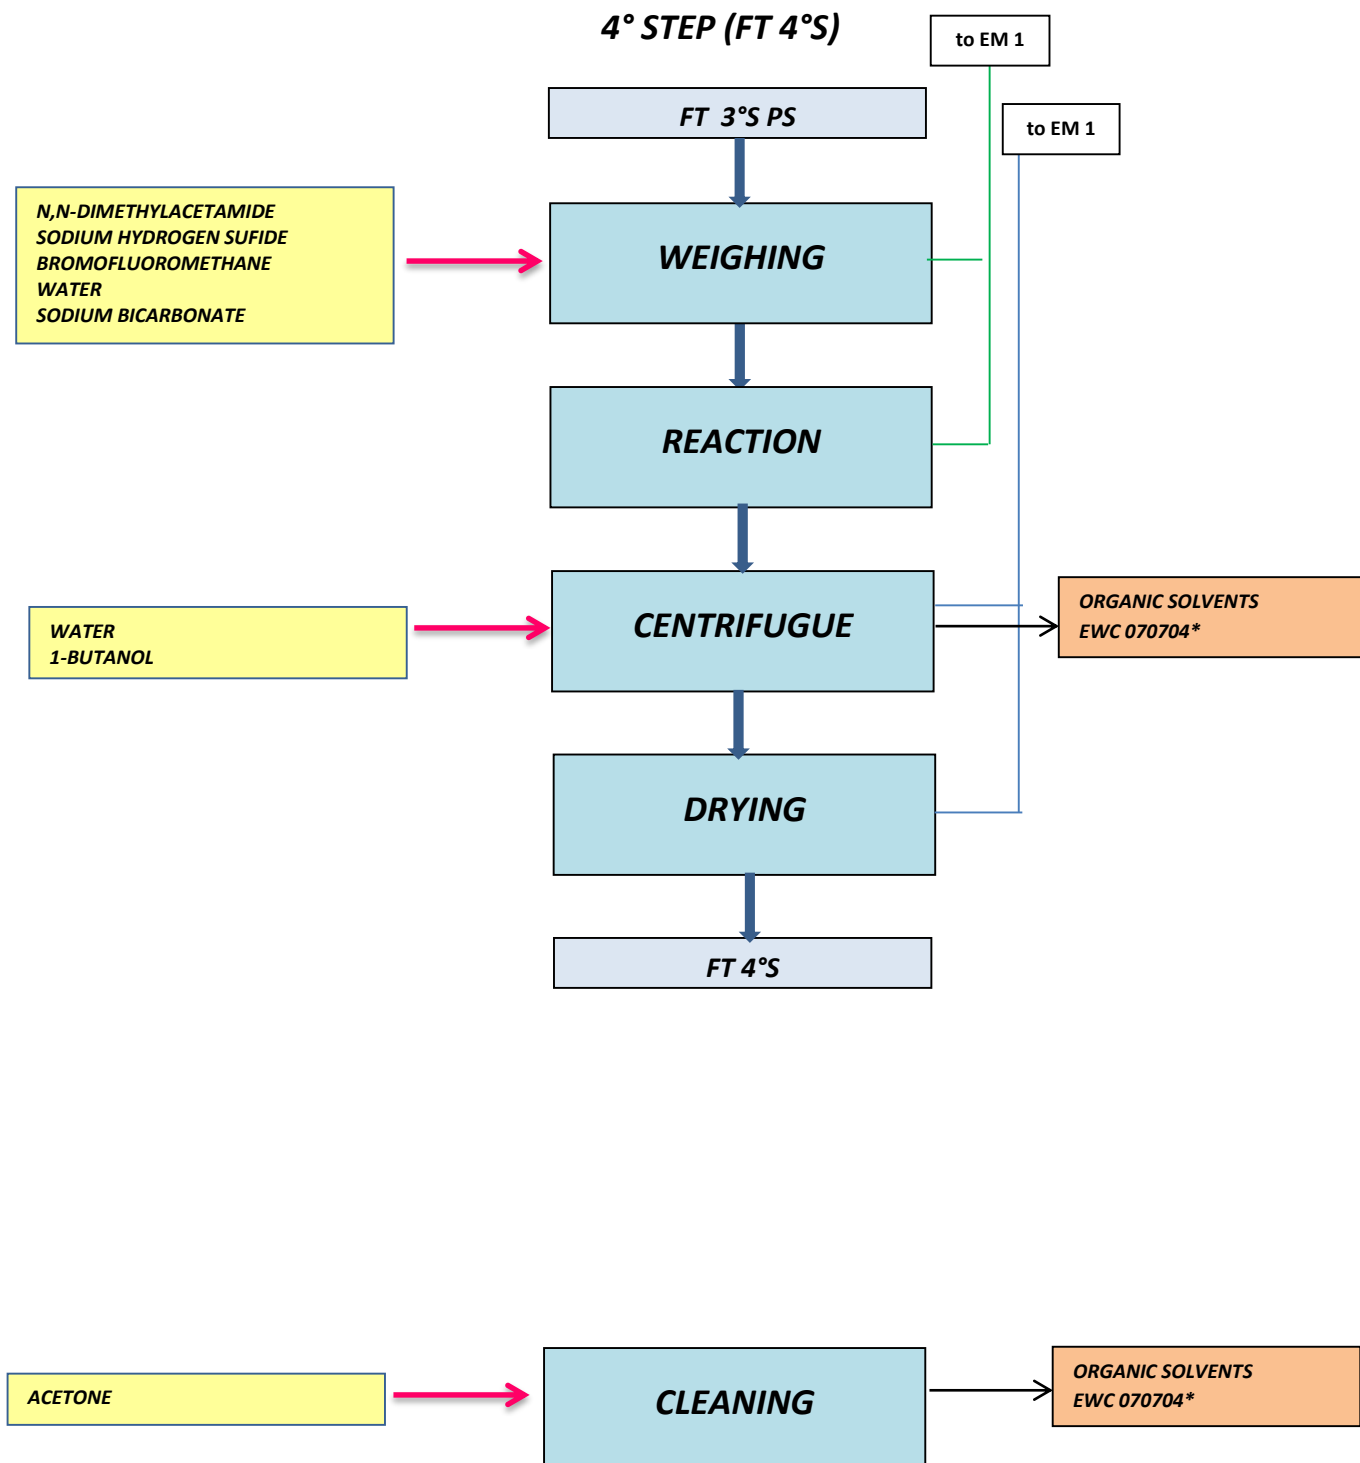 4° STEP (FT 4°S)
to EM 1
FT 3°S PS
to EM 1
N,N-DIMETHYLACETAMIDE
SODIUM HYDROGEN SUFIDE
BROMOFLUOROMETHANE
WATER
SODIUM BICARBONATE
WEIGHING
REACTION
WATER
1-BUTANOL
CENTRIFUGUE
ORGANIC SOLVENTS
EWC 070704*
DRYING
FT 4°S
ACETONE
CLEANING
ORGANIC SOLVENTS
EWC 070704*